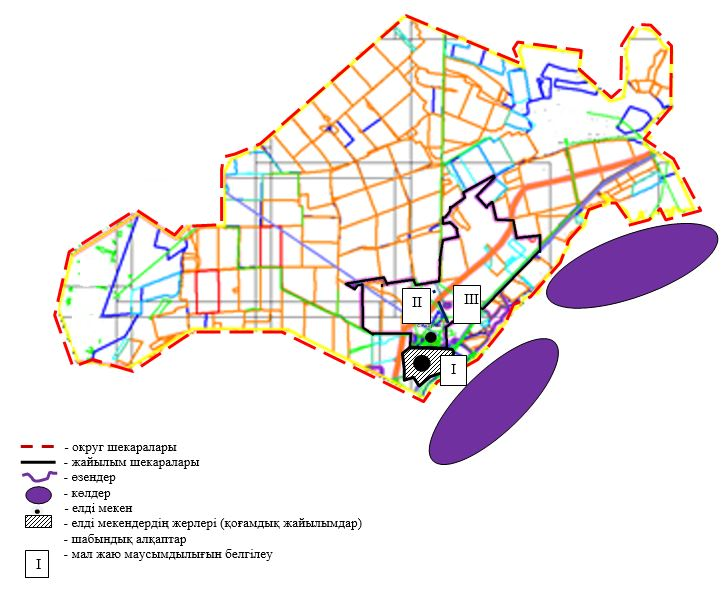 II
III
I
- округ шекаралары
- жайылым шекаралары
- өзендер
- көлдер
- елді мекен
- елді мекендердің жерлері (қоғамдық жайылымдар)
- шабындық алқаптар
- мал жаю маусымдылығын белгілеу
I